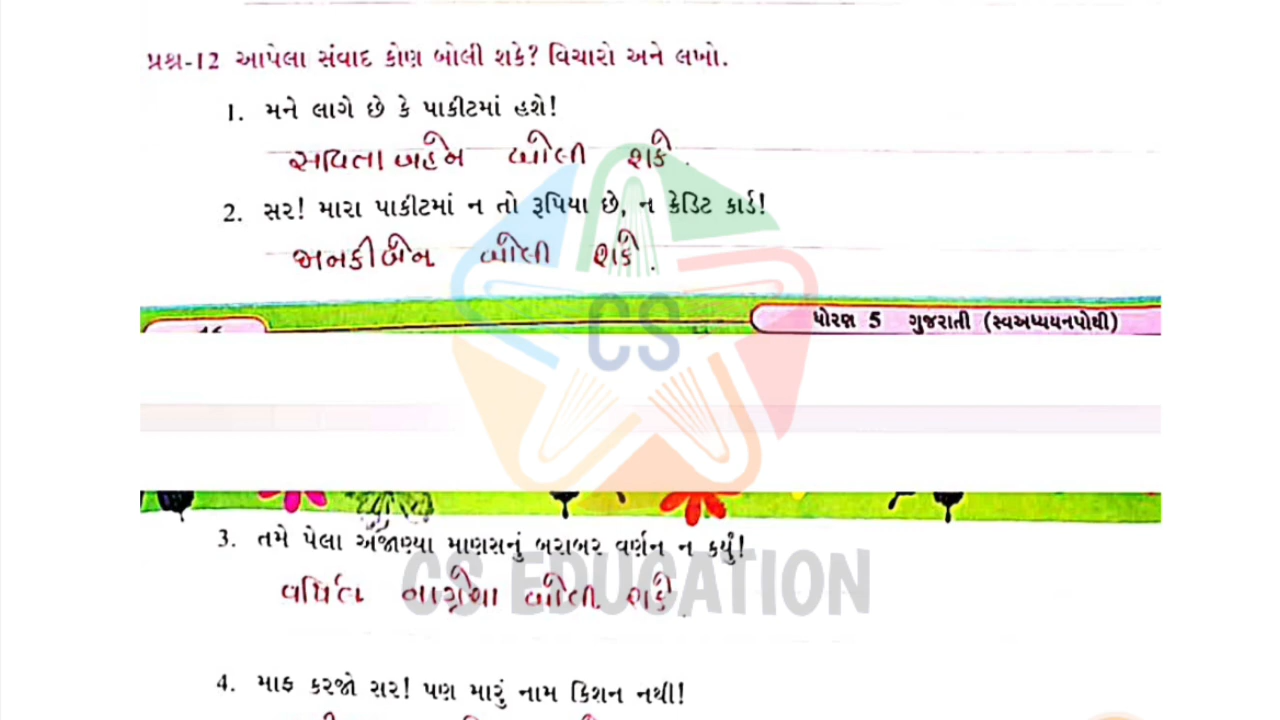 પ્રશ્ન-12 આપેલા સંવાદ કોણ બોલી શકે? વિચારો અને લખો.
1. મને લાગે છે કે પાકીટમાં હશે!
સવિતા બહેન બોલી શકે.
2. સર! મારા પાકીટમાં ન તો રૂપિયા છે, ન ક્રેડિટ કાર્ડ!
જાનકીબેન બોલી શકે.
CS
ધોરણ 5 ગુજરાતી (સ્વઅધ્યયનપોથી)
3. તમે પેલા અજાણ્યા માણસનું બરાબર વર્ણન ન કર્યું!
બોલી શકે.
CS EDUCATION
4. માફ કરજો સર! પણ મારું નામ કિશન નથી!